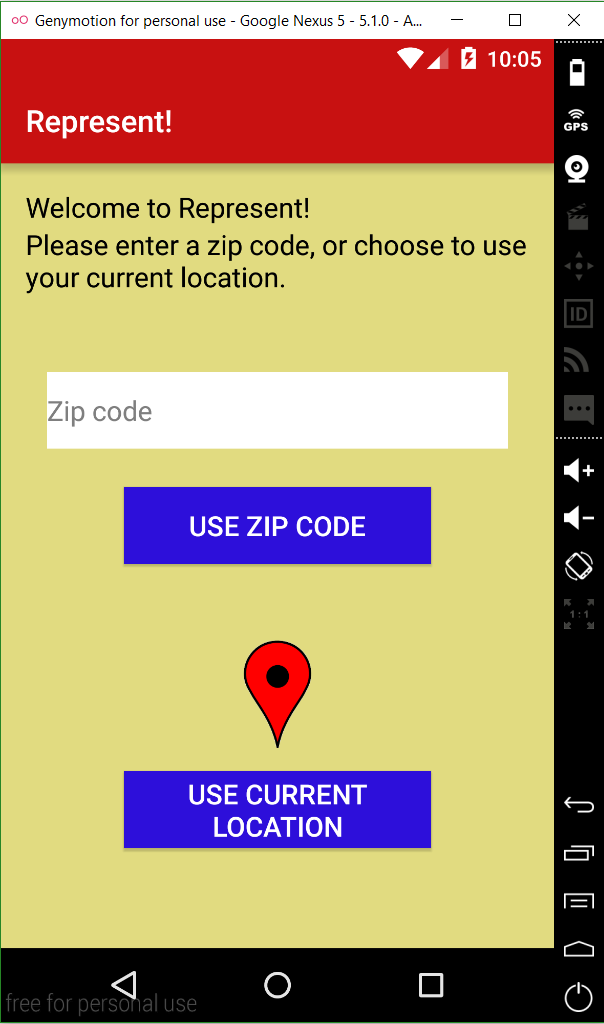 Genymotion for personal use - Google Nexus 5 - 5.1.0 - A...
10:05
GPS
Represent!
Welcome to Represent!
Please enter a zip code, or choose to use
your current location.
ID
Zip code
USE ZIP CODE
1:1
USE CURRENT
LOCATION
free for personal use